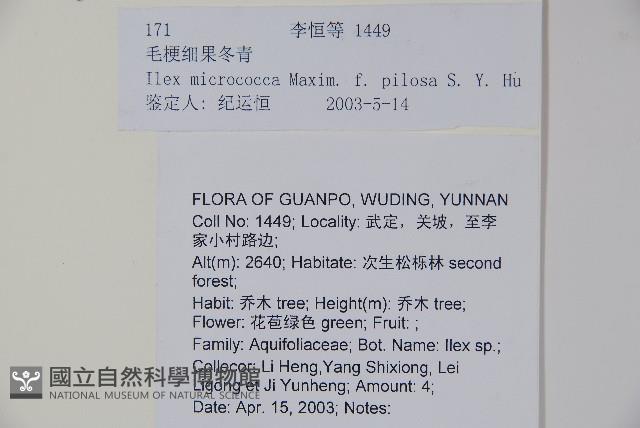 171 李恒等 1449
毛梗细果冬青
Ilex micrococca Maxim. f. pilosa S. Y. Hu
鉴定人: 纪运恒 2003-5-14
FLORA OF GUANPO, WUDING, YUNNAN
Coll No: 1449; Locality: 武定，关坡，至李
家小村路边;
Alt(m): 2640; Habitate: 次生松栎林 second
forest;
Habit: 乔木 tree; Height(m): 乔木 tree;
Flower: 花苞绿色 green; Fruit: ;
Family: Aquifoliaceae; Bot. Name: Ilex sp.;
Collecor: Li Heng,Yang Shixiong, Lei
Ligong et Ji Yunheng; Amount: 4;
Date: Apr. 15, 2003; Notes:
國立自然科學博物館
NATIONAL MUSEUM OF NATURAL SCIENCE